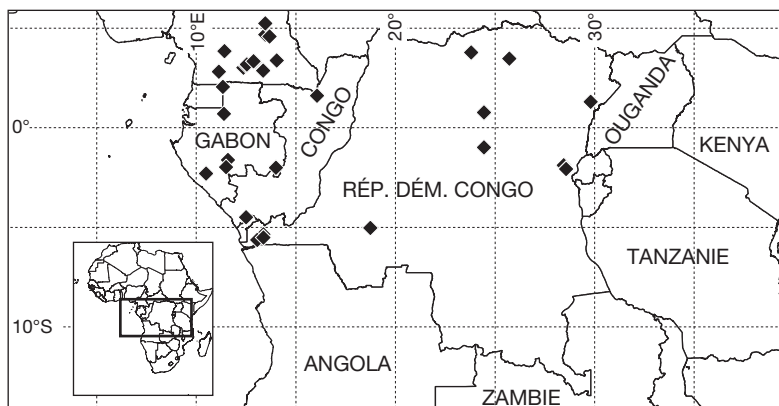 10°E
20°
30°
0°
GABON
CONGO
OUGANDA
KENYA
RÉP. DÉM. CONGO
TANZANIE
10°S
ANGOLA
ZAMBIE